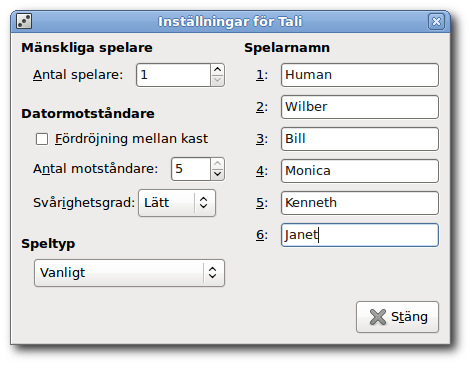 Inställningar för Tali
Mänskliga spelare
Antal spelare: 1
Datormotståndare
Fördröjning mellan kast
Antal motståndare: 5
Svårighetsgrad: Lätt
Speltyp
Vanligt
Spelarnamn
1: Human
2: Wilber
3: Bill
4: Monica
5: Kenneth
6: Janet
Stäng